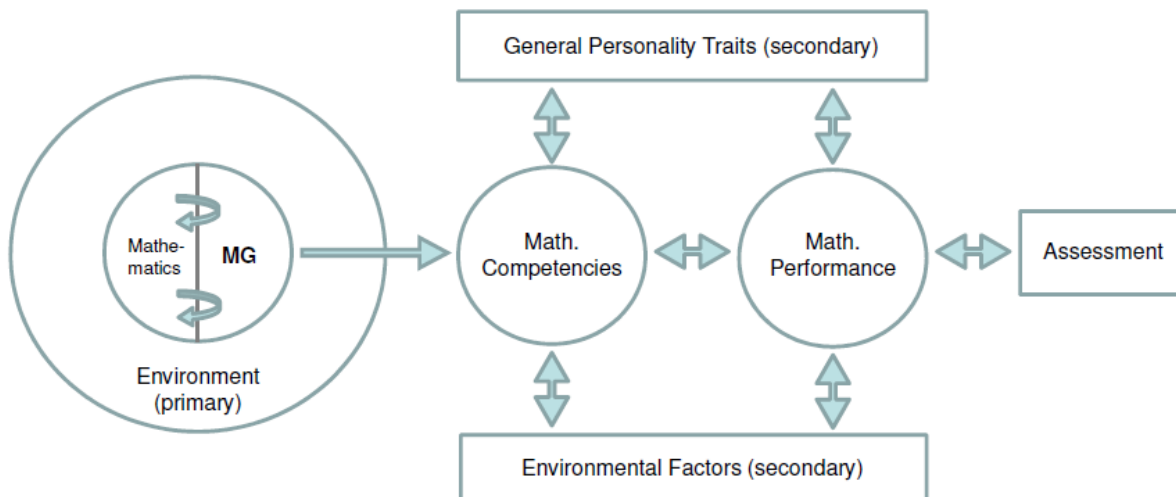 General Personality Traits (secondary)
Mathe-
matics
MG
Math.
Competencies
Math.
Performance
Assessment
Environment
(primary)
Environmental Factors (secondary)